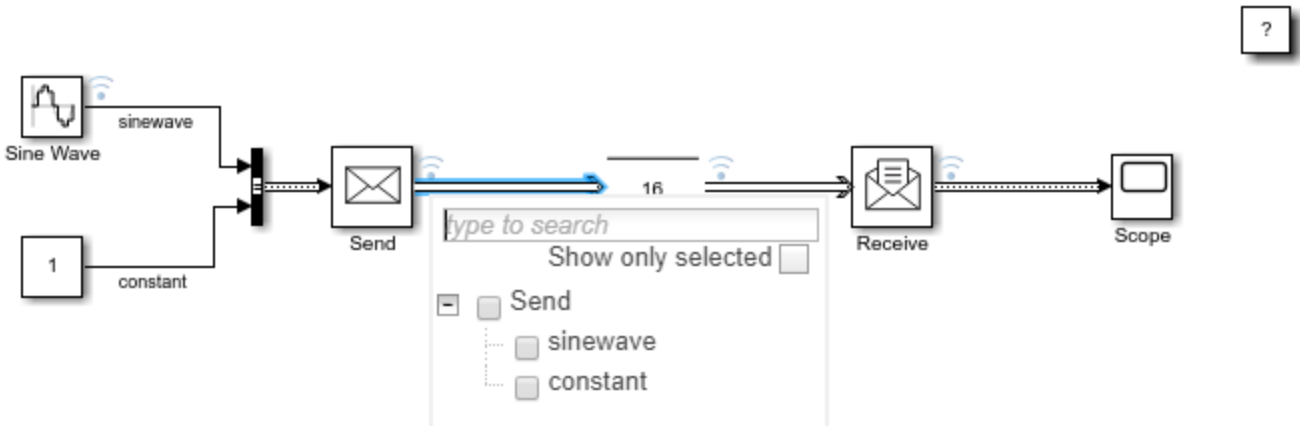 ?
sinewave
Sine Wave
1
constant
Send
16
Receive
Scope
type to search
Show only selected
Send
sinewave
constant